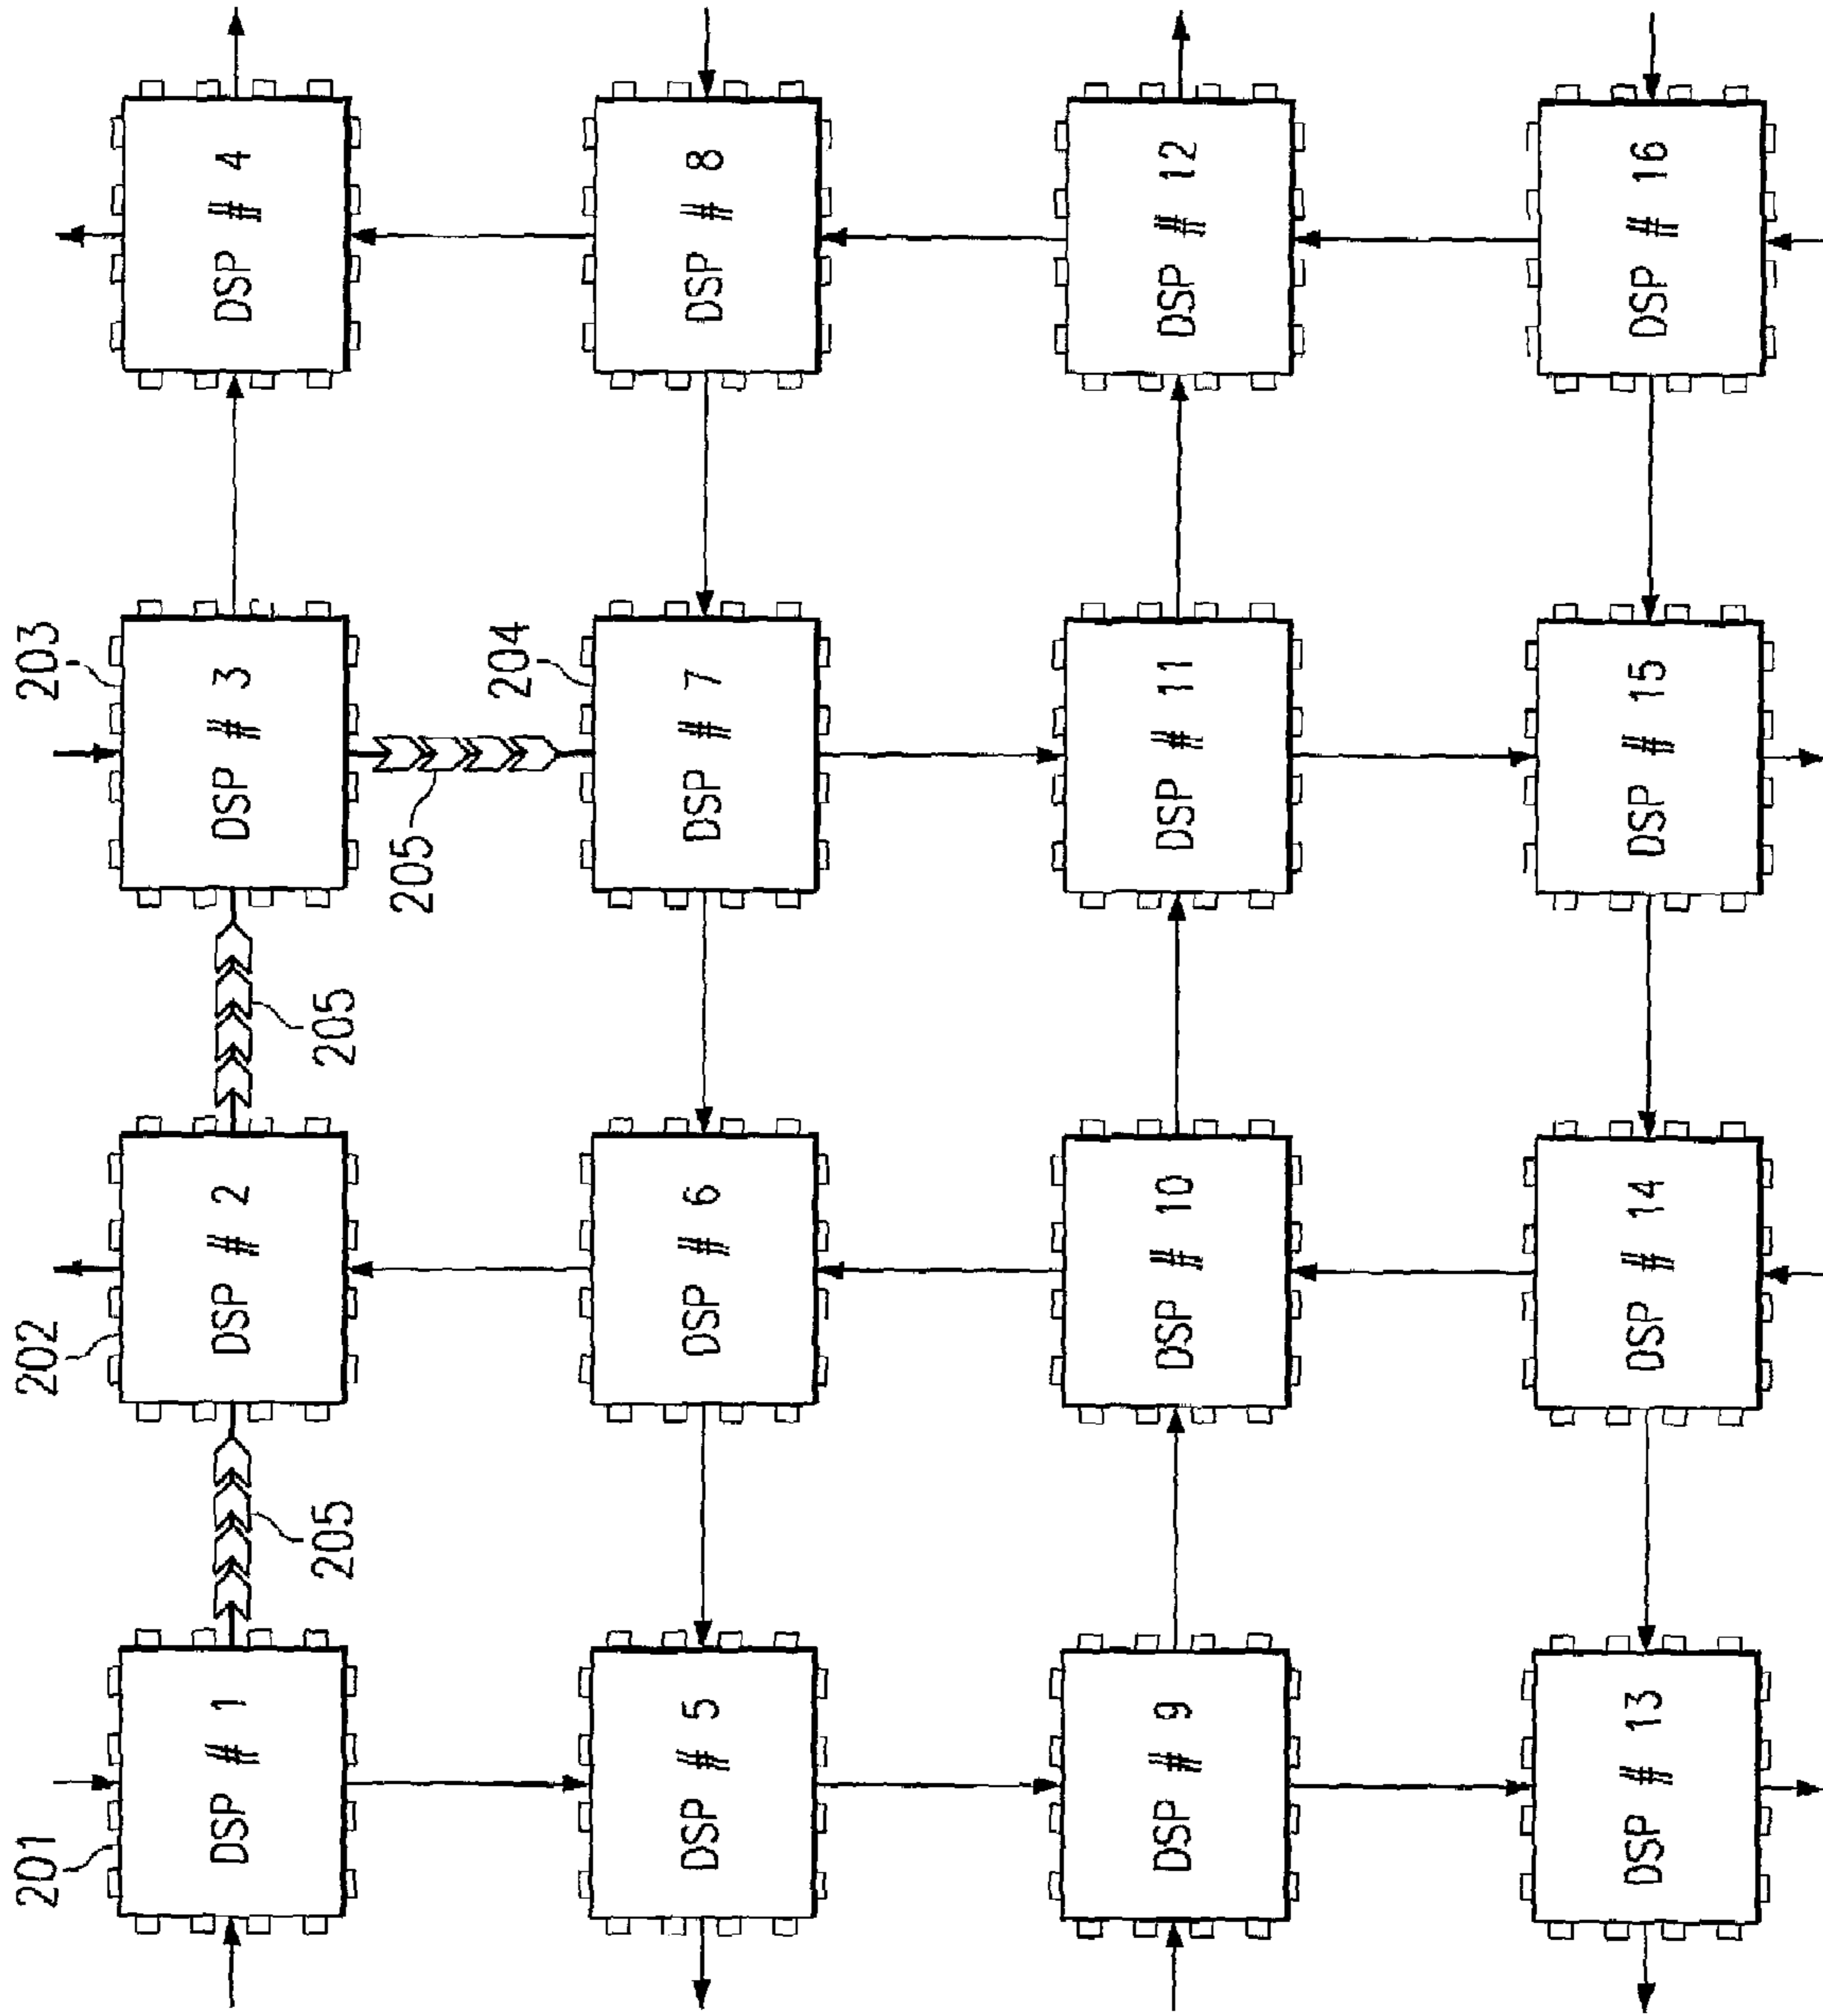 201
202
203
DSP # 1
DSP # 2
DSP # 3
DSP # 4
205
205
205
204
DSP # 5
DSP # 6
DSP # 7
DSP # 8
DSP # 9
DSP # 10
DSP # 11
DSP # 12
DSP # 13
DSP # 14
DSP # 15
DSP # 16